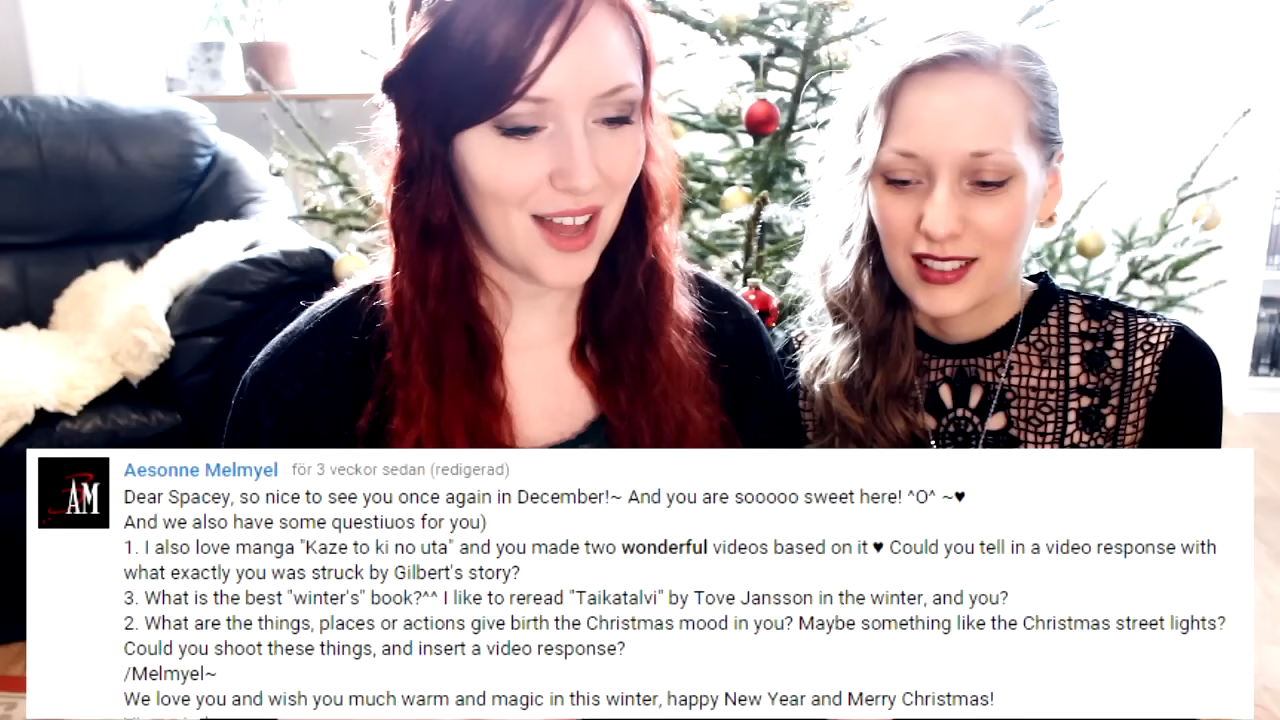 AM
Aesonne Melmyel för 3 veckor sedan (redigerad)
Dear Spacey, so nice to see you once again in December!~ And you are sooooo sweet here! ^O^ ~♥
And we also have some questiuos for you)
1. I also love manga "Kaze to ki no uta" and you made two wonderful videos based on it ♥ Could you tell in a video response with
what exactly you was struck by Gilbert's story?
3. What is the best "winter's" book?^^ I like to reread "Taikatalvi" by Tove Jansson in the winter, and you?
2. What are the things, places or actions give birth the Christmas mood in you? Maybe something like the Christmas street lights?
Could you shoot these things, and insert a video response?
/Melmyel~
We love you and wish you much warm and magic in this winter, happy New Year and Merry Christmas!